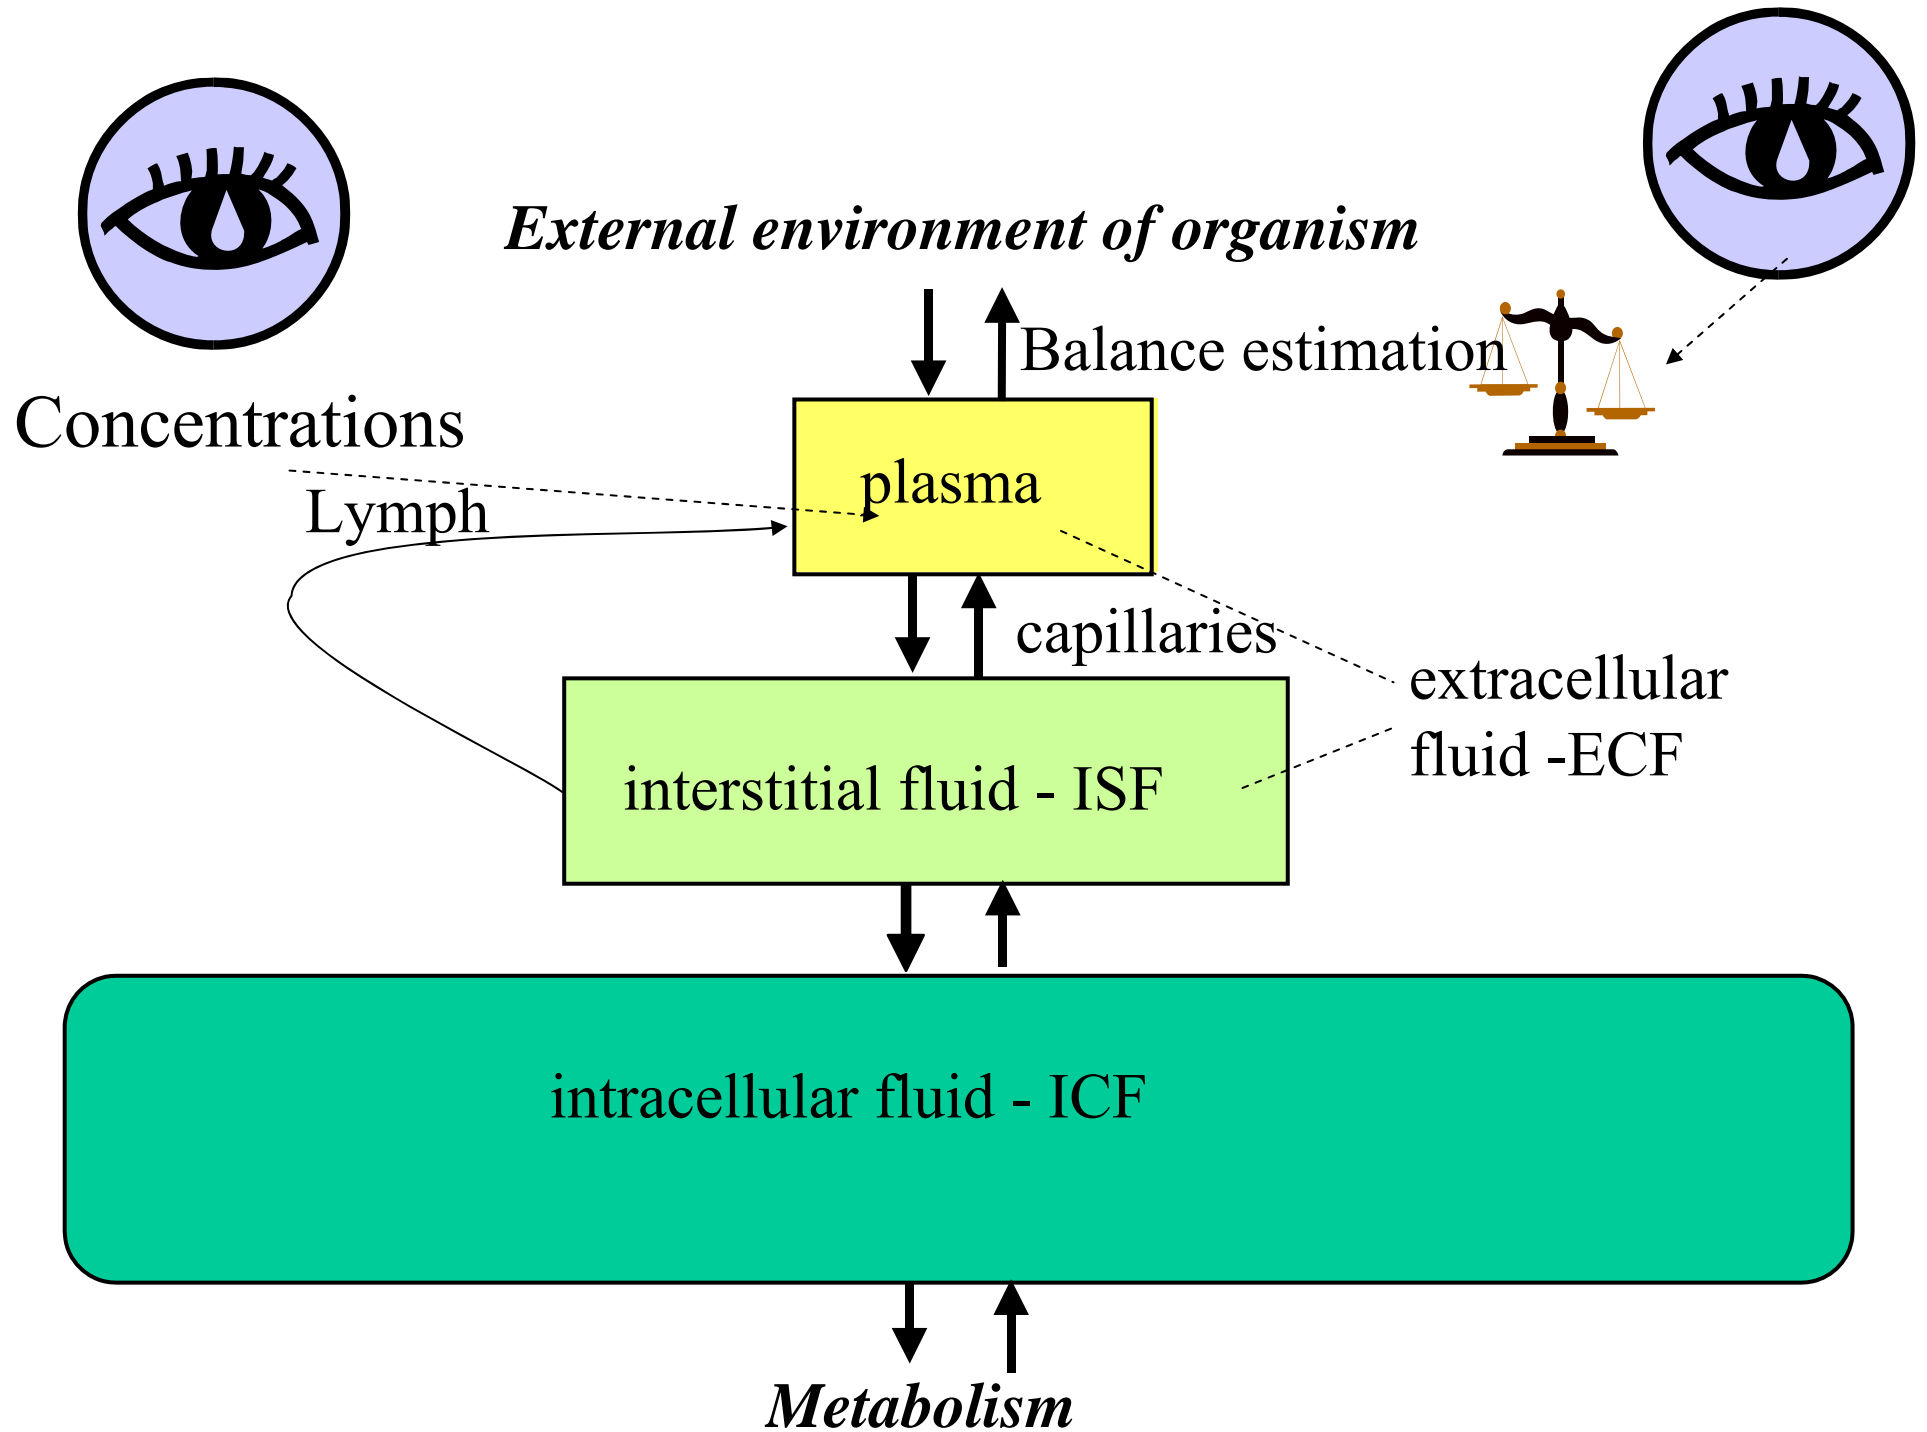 External environment of organism
Balance estimation
Concentrations
plasma
Lymph
capillaries
extracellular
fluid -ECF
interstitial fluid - ISF
intracellular fluid - ICF
Metabolism